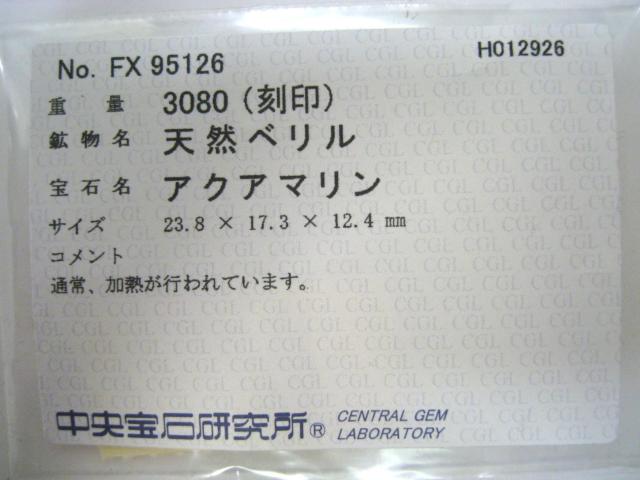 No. FX 95126 H012926
重量 3080（刻印）
鉱物名 天然ベリル
宝石名 アクアマリン
サイズ 23.8 × 17.3 × 12.4 mm
コメント
通常、加熱が行われています。
中央宝石研究所® CENTRAL GEM
LABORATORY